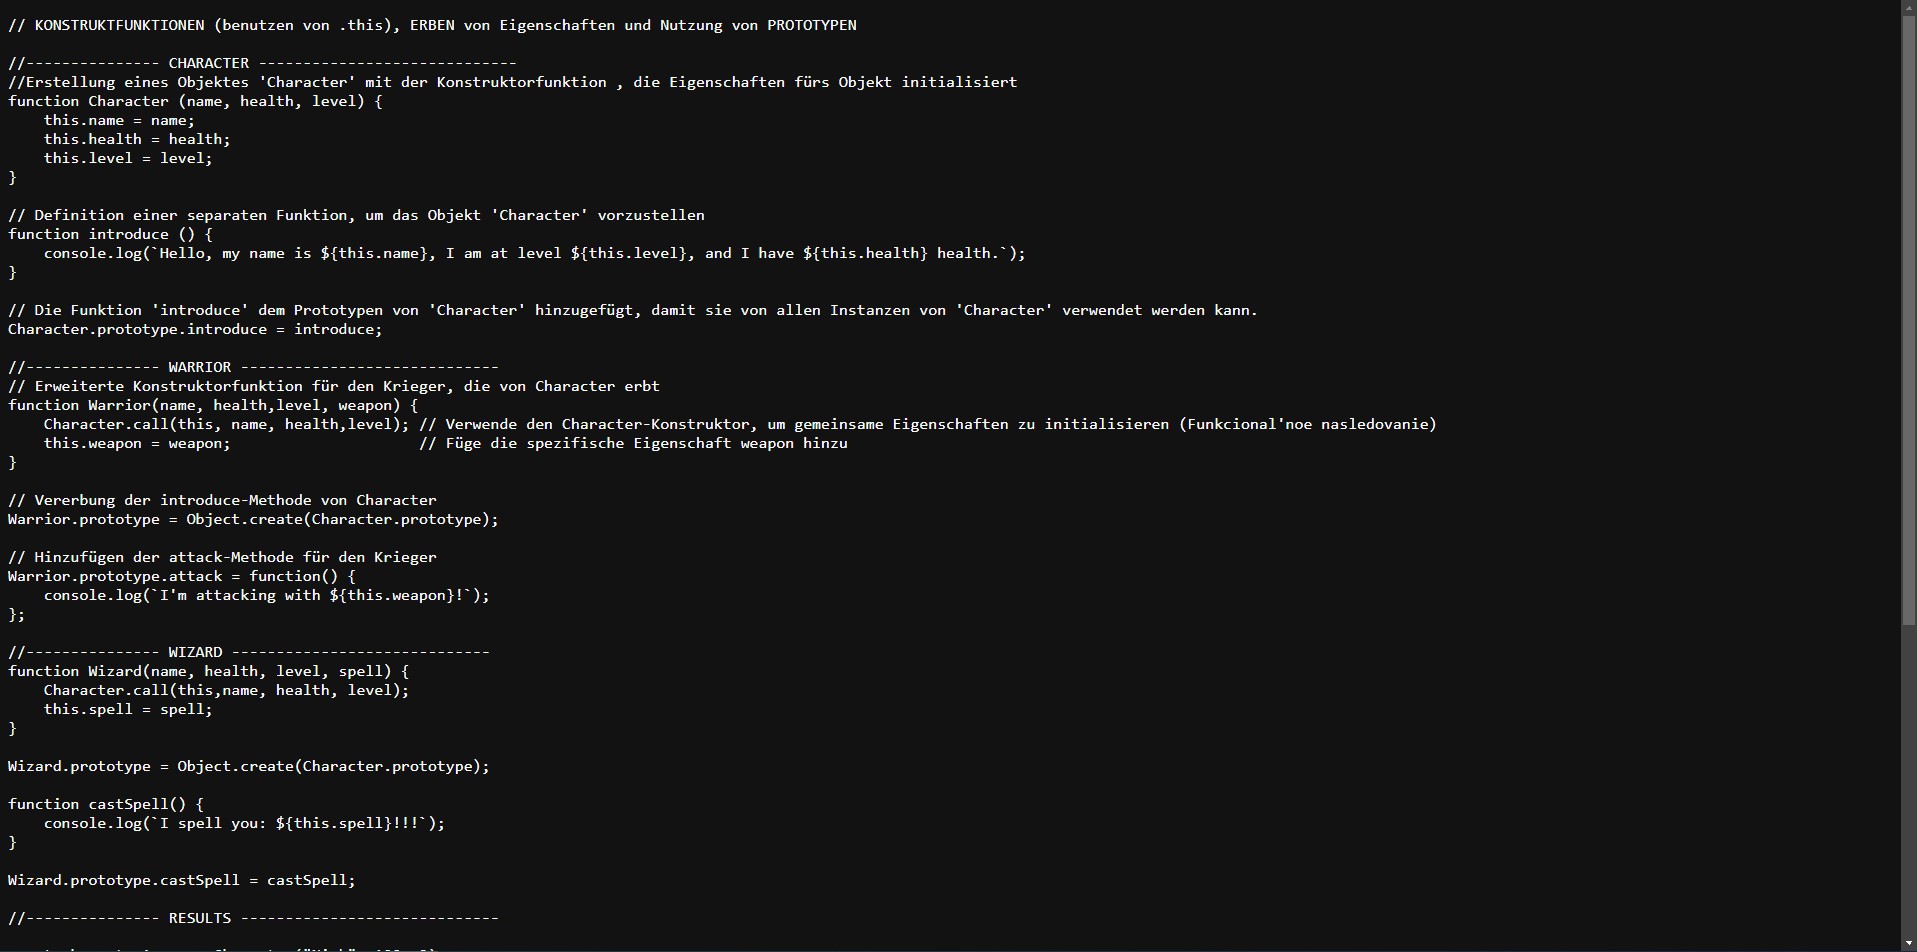 // KONSTRUKTFUNKTIONEN (benutzen von .this), ERBEN von Eigenschaften und Nutzung von PROTOTYPEN
//--------------- CHARACTER -----------------------------
//Erstellung eines Objektes 'Character' mit der Konstruktorfunktion , die Eigenschaften fürs Objekt initialisiert
function Character (name, health, level) {
    this.name = name;
    this.health = health;
    this.level = level;
}
// Definition einer separaten Funktion, um das Objekt 'Character' vorzustellen
function introduce () {
    console.log(`Hello, my name is ${this.name}, I am at level ${this.level}, and I have ${this.health} health.`);
}
// Die Funktion 'introduce' dem Prototypen von 'Character' hinzugefügt, damit sie von allen Instanzen von 'Character' verwendet werden kann.
Character.prototype.introduce = introduce;
//--------------- WARRIOR -----------------------------
// Erweiterte Konstruktorfunktion für den Krieger, die von Character erbt
function Warrior(name, health,level, weapon) {
    Character.call(this, name, health,level); // Verwende den Character-Konstruktor, um gemeinsame Eigenschaften zu initialisieren (Funkcional'noe nasledovanie)
    this.weapon = weapon;                     // Füge die spezifische Eigenschaft weapon hinzu
}
// Vererbung der introduce-Methode von Character
Warrior.prototype = Object.create(Character.prototype);
// Hinzufügen der attack-Methode für den Krieger
Warrior.prototype.attack = function() {
    console.log(`I'm attacking with ${this.weapon}!`);
};
//--------------- WIZARD -----------------------------
function Wizard(name, health, level, spell) {
    Character.call(this,name, health, level);
    this.spell = spell;
}
Wizard.prototype = Object.create(Character.prototype);
function castSpell() {
    console.log(`I spell you: ${this.spell}!!!`);
}
Wizard.prototype.castSpell = castSpell;
//--------------- RESULTS -----------------------------